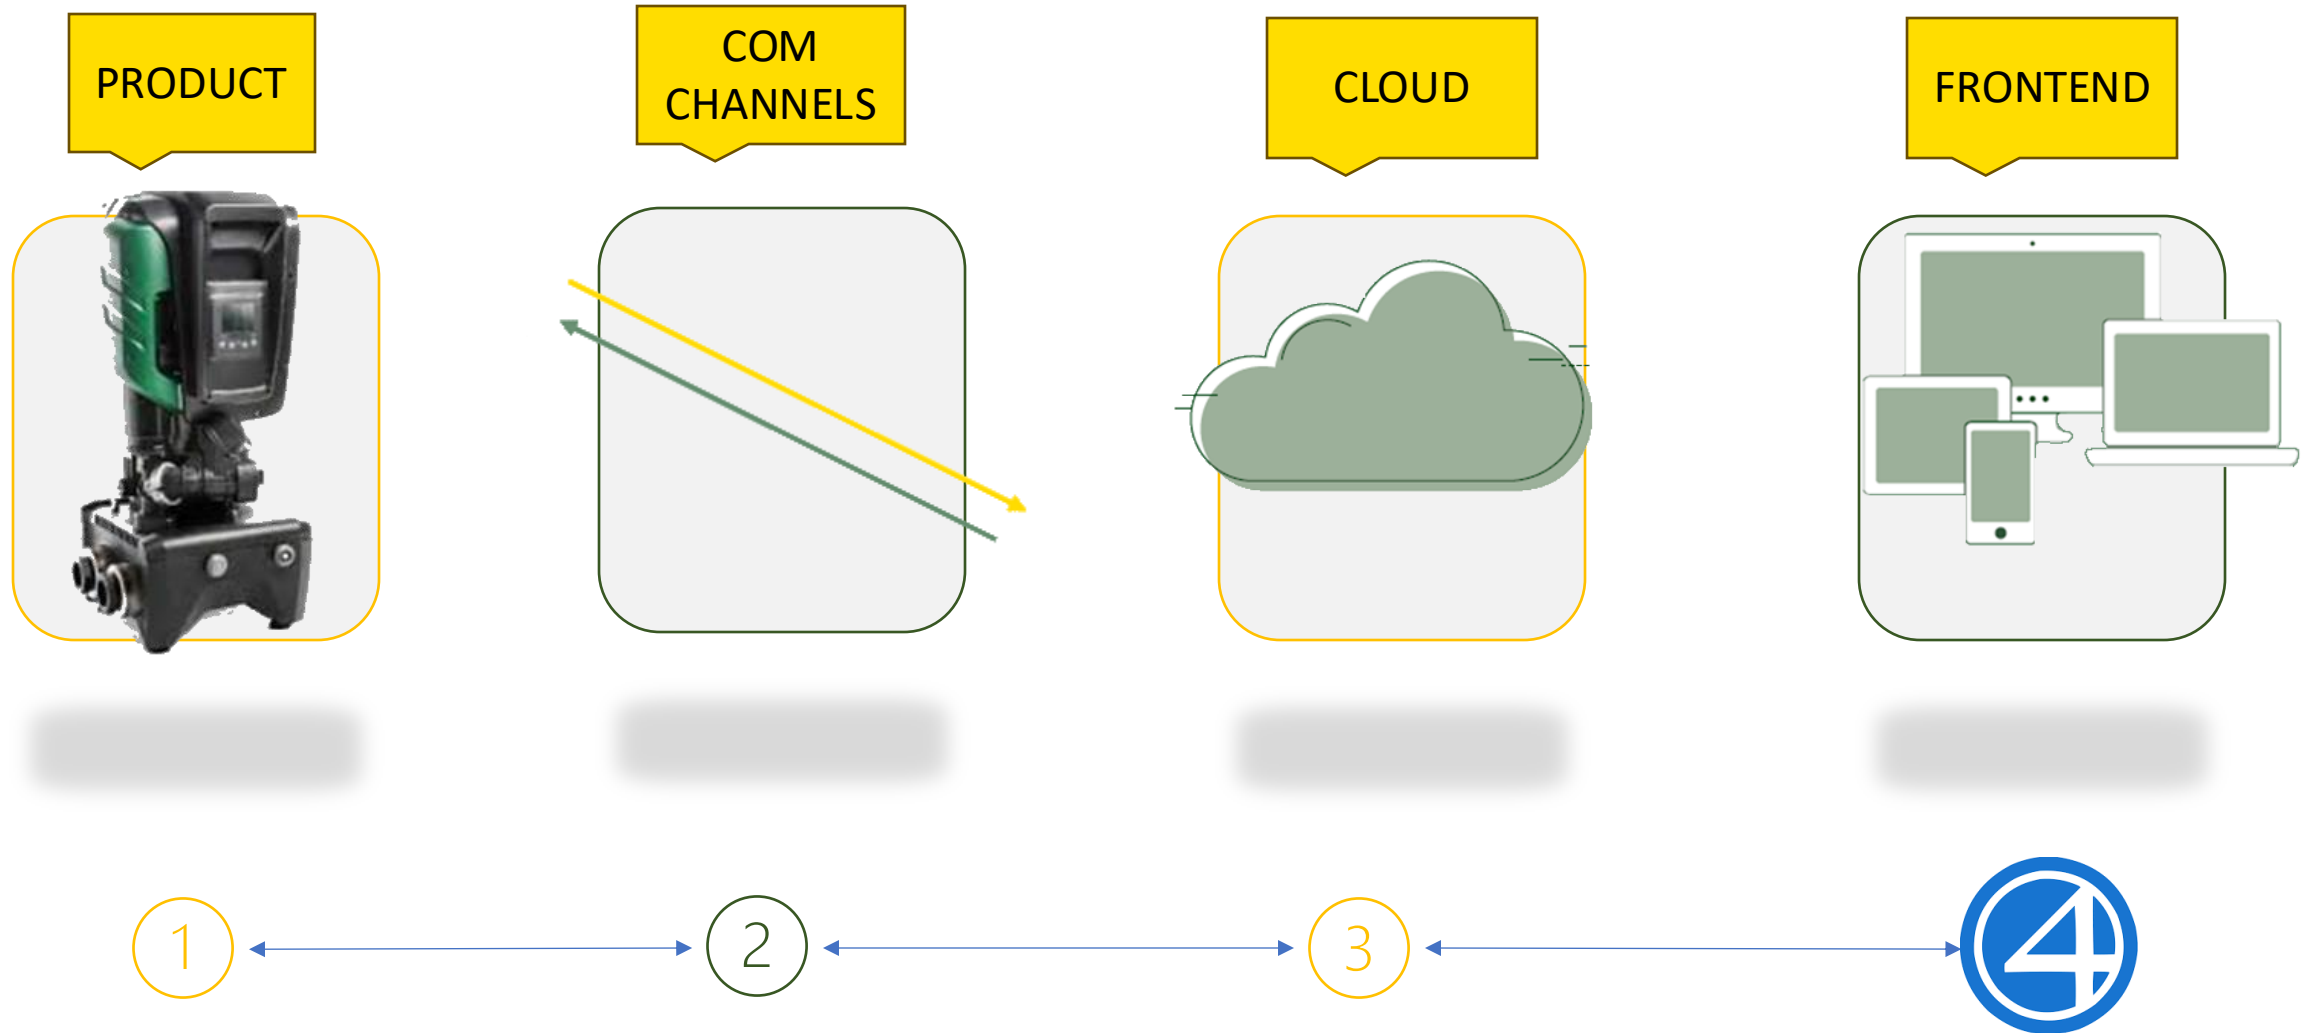 PRODUCT
COM
CHANNELS
CLOUD
FRONTEND
1
2
3
4